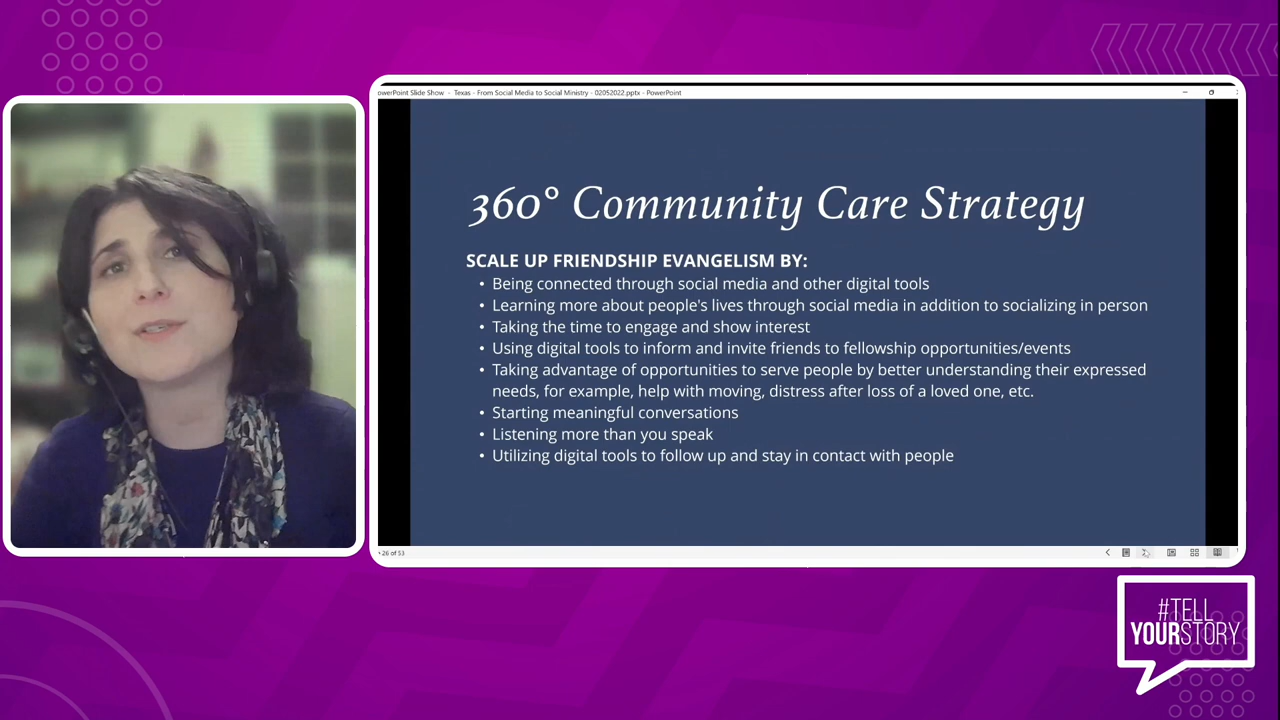 owerPoint Slide Show - Texas - From Social Media to Social Ministry - 02052022.pptx - PowerPoint
360° Community Care Strategy
SCALE UP FRIENDSHIP EVANGELISM BY:
• Being connected through social media and other digital tools
• Learning more about people's lives through social media in addition to socializing in person
• Taking the time to engage and show interest
• Using digital tools to inform and invite friends to fellowship opportunities/events
• Taking advantage of opportunities to serve people by better understanding their expressed
needs, for example, help with moving, distress after loss of a loved one, etc.
• Starting meaningful conversations
• Listening more than you speak
• Utilizing digital tools to follow up and stay in contact with people
26 of 53
#TELL
YOURSTORY